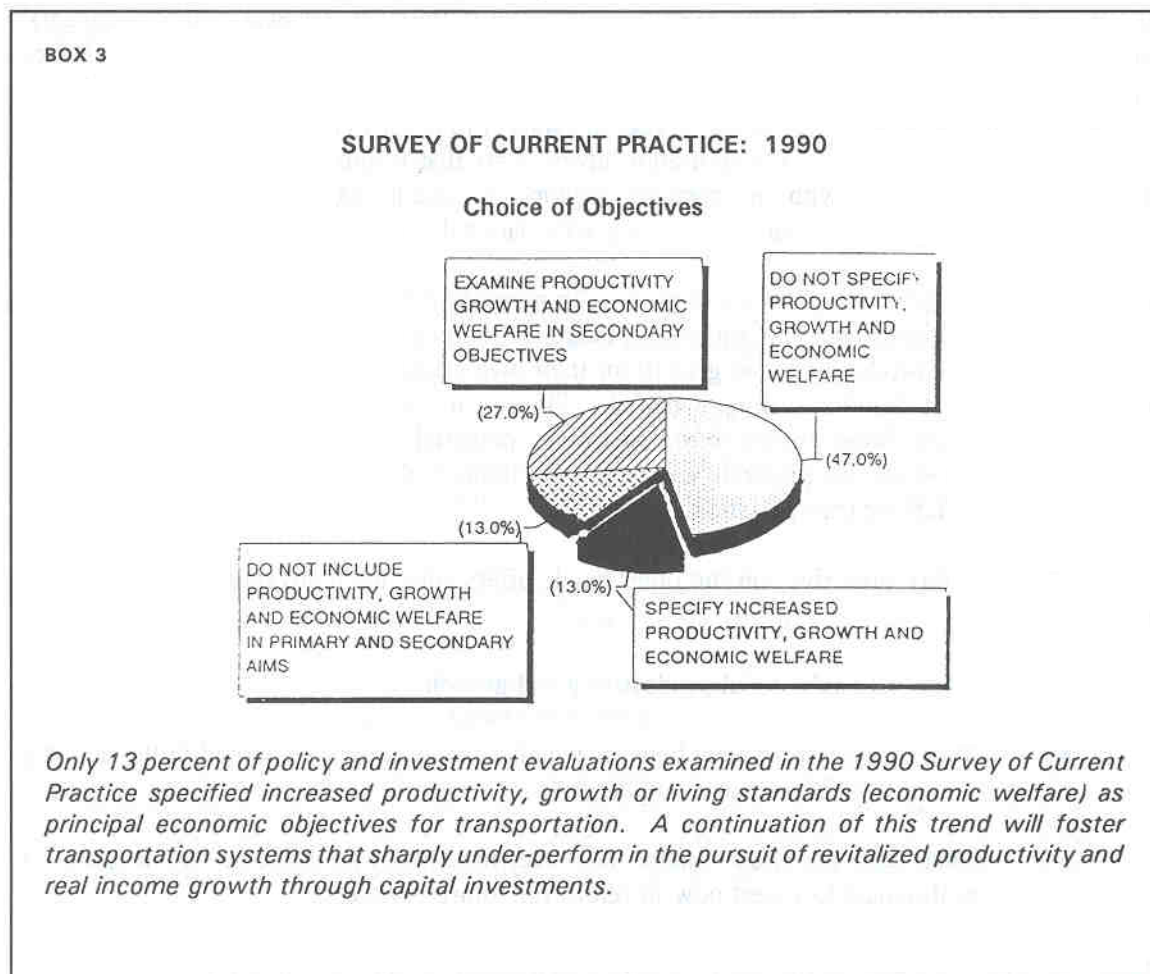 BOX 3
SURVEY OF CURRENT PRACTICE: 1990
Choice of Objectives
EXAMINE PRODUCTIVITY
GROWTH AND ECONOMIC
WELFARE IN SECONDARY
OBJECTIVES
DO NOT SPECIFY
PRODUCTIVITY,
GROWTH AND
ECONOMIC
WELFARE
(27.0%)
(47.0%)
(13.0%)
(13.0%)
DO NOT INCLUDE
PRODUCTIVITY, GROWTH
AND ECONOMIC WELFARE
IN PRIMARY AND SECONDARY
AIMS
SPECIFY INCREASED
PRODUCTIVITY, GROWTH AND
ECONOMIC WELFARE
Only 13 percent of policy and investment evaluations examined in the 1990 Survey of Current
Practice specified increased productivity, growth or living standards (economic welfare) as
principal economic objectives for transportation. A continuation of this trend will foster
transportation systems that sharply under-perform in the pursuit of revitalized productivity and
real income growth through capital investments.